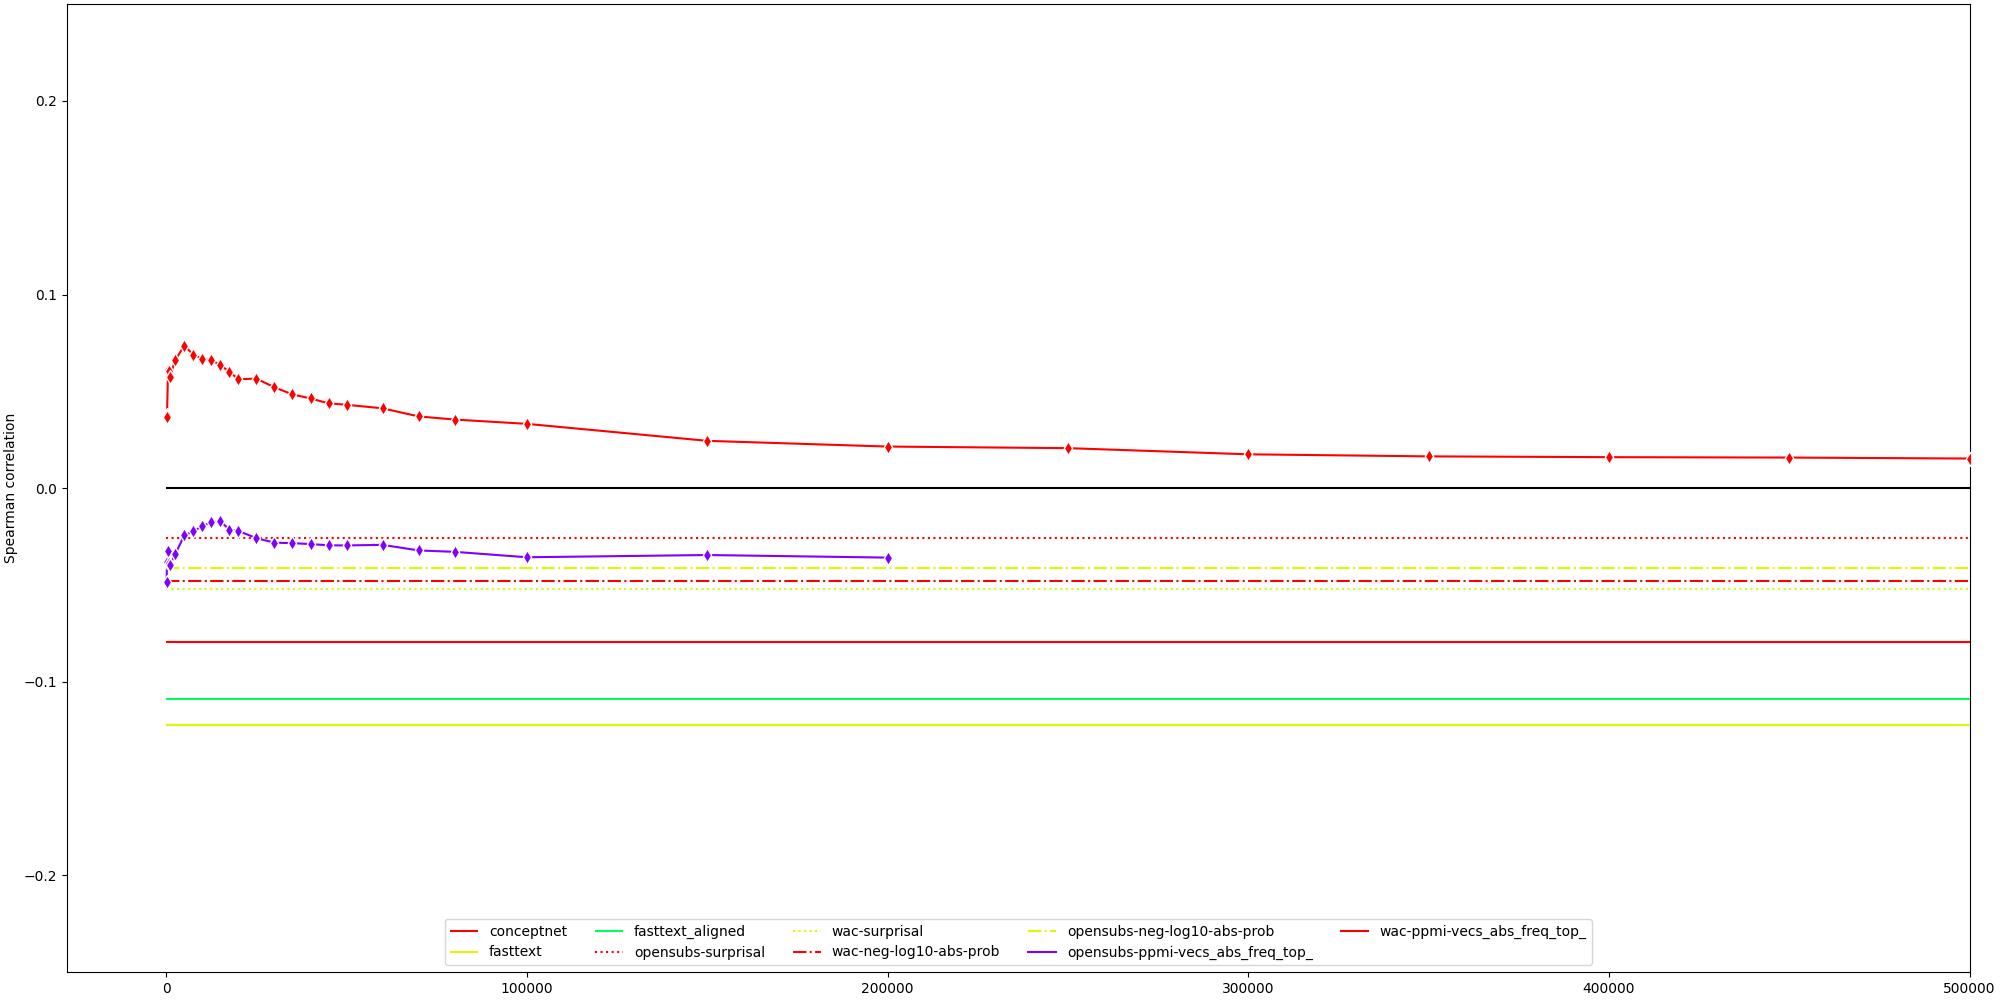 0.2
0.1
0.0
−0.1
−0.2
Spearman correlation
conceptnet
fasttext
fasttext_aligned
opensubs-surprisal
wac-surprisal
wac-neg-log10-abs-prob
opensubs-neg-log10-abs-prob
opensubs-ppmi-vecs_abs_freq_top_
wac-ppmi-vecs_abs_freq_top_
0 100000 200000 300000 400000 500000